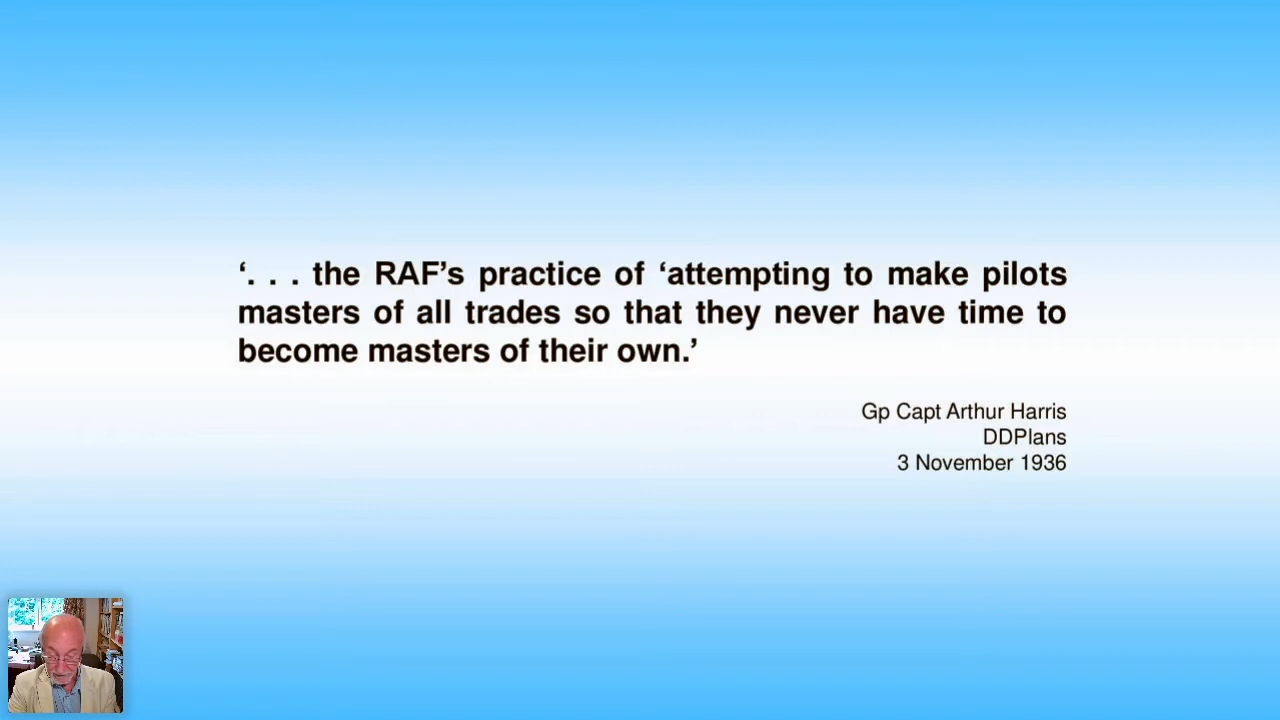 ‘. . . the RAF’s practice of ‘attempting to make pilots
masters of all trades so that they never have time to
become masters of their own.’
Gp Capt Arthur Harris
DDPlans
3 November 1936